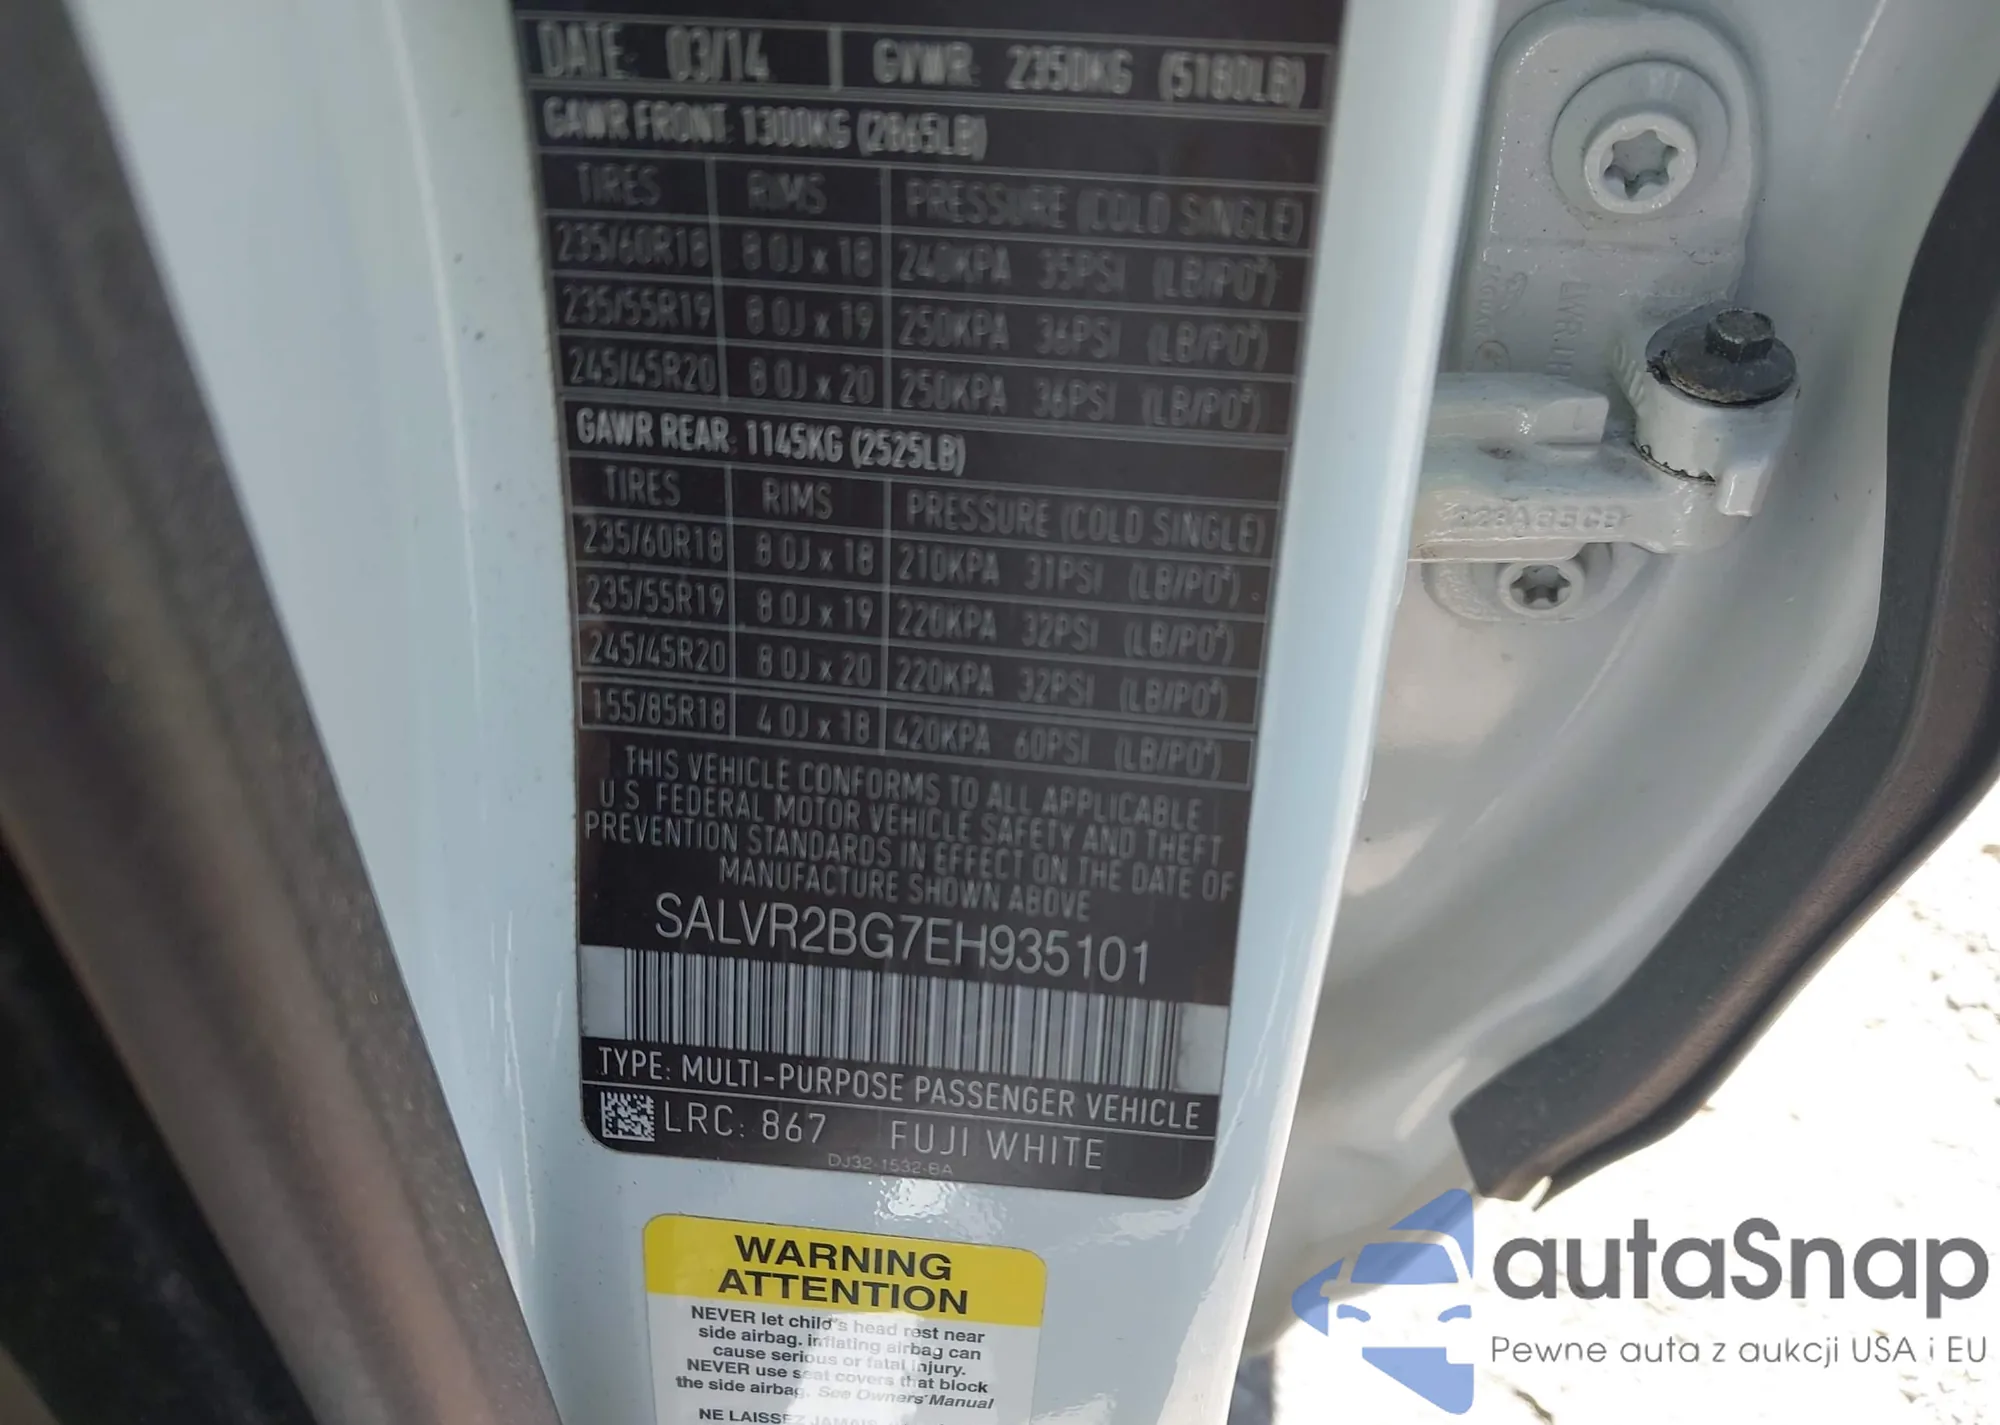 DATE: 03/14 GVWR: 2350KG (5180LB)
GAWR FRONT: 1300KG (2865LB)
TIRES RIMS PRESSURE (COLD SINGLE)
235/60R18 8.0J x 18 240KPA 35PSI (LB/PO²)
235/55R19 8.0J x 19 250KPA 36PSI (LB/PO²)
245/45R20 8.0J x 20 250KPA 36PSI (LB/PO²)
GAWR REAR: 1145KG (2525LB)
TIRES RIMS PRESSURE (COLD SINGLE)
235/60R18 8.0J x 18 210KPA 31PSI (LB/PO²)
235/55R19 8.0J x 19 220KPA 32PSI (LB/PO²)
245/45R20 8.0J x 20 220KPA 32PSI (LB/PO²)
155/85R18 4.0J x 18 420KPA 60PSI (LB/PO²)
THIS VEHICLE CONFORMS TO ALL APPLICABLE
U.S. FEDERAL MOTOR VEHICLE SAFETY AND THEFT
PREVENTION STANDARDS IN EFFECT ON THE DATE OF
MANUFACTURE SHOWN ABOVE
SALVR2BG7EH935101
TYPE: MULTI-PURPOSE PASSENGER VEHICLE
LRC: 867 FUJI WHITE
DJ32-1532-BA
WARNING
ATTENTION
NEVER let child's head rest near
side airbag, inflating airbag can
cause serious or fatal injury.
NEVER use seat covers that block
the side airbag. See Owners' Manual
NE LAISSEZ JAMAIS
autoSnap
Pewne auta z aukcji USA i EU